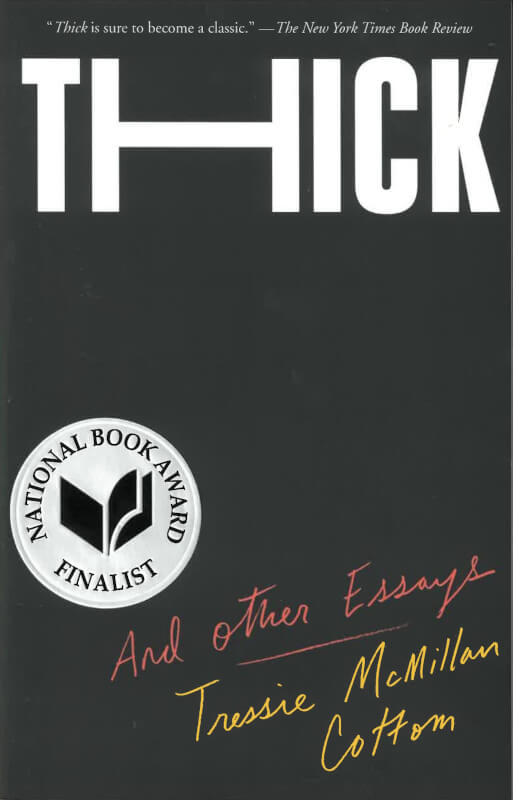 “Thick is sure to become a classic.” —The New York Times Book Review
THICK
NATIONAL BOOK AWARD
FINALIST
And other Essays
Tressie McMillan
Cottom